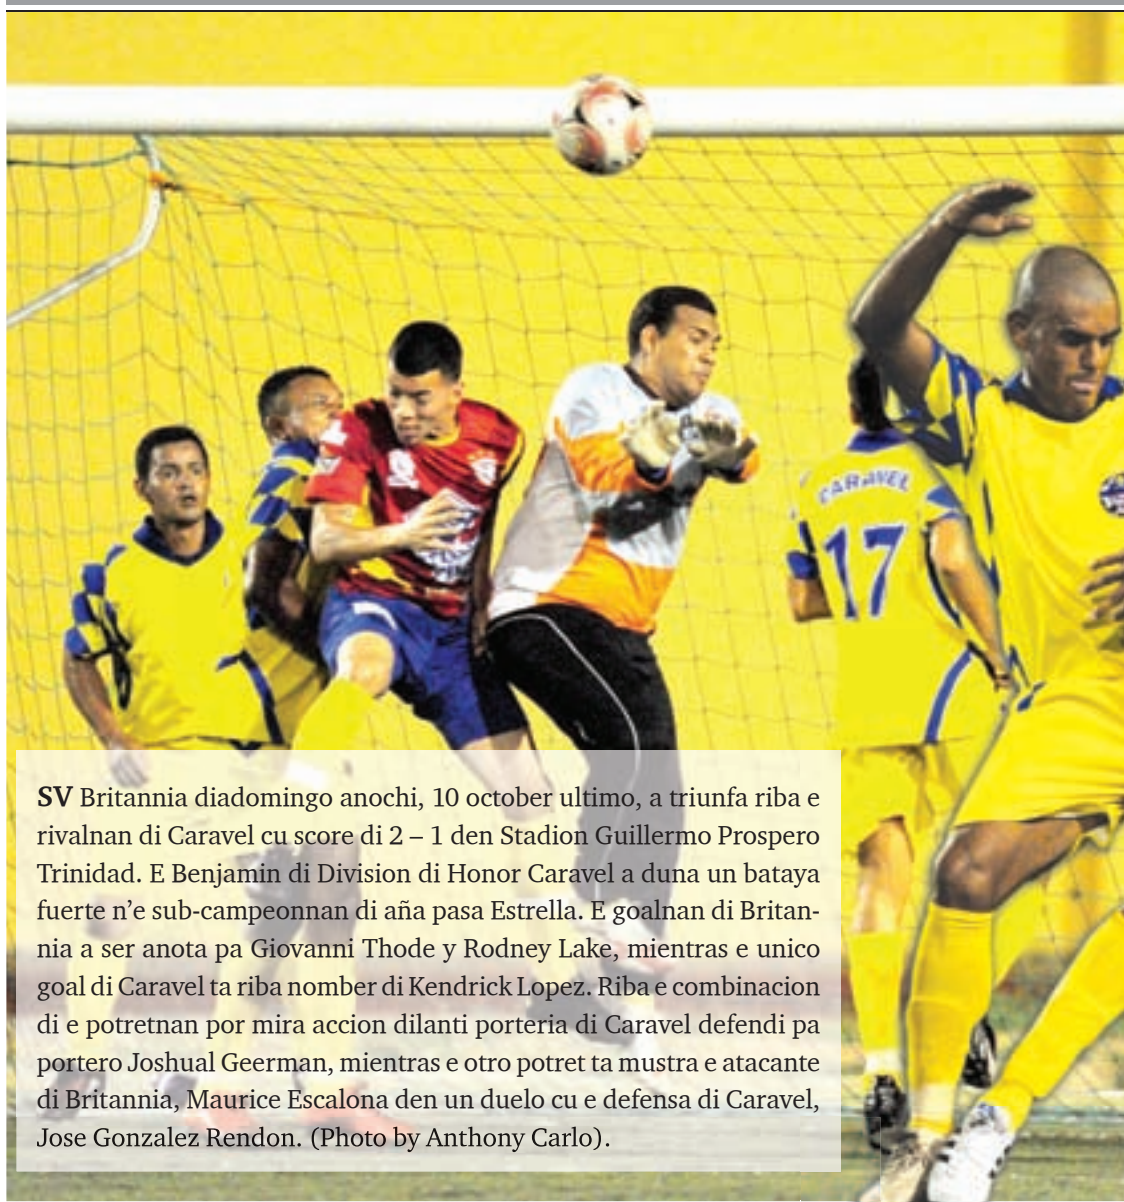 CARAVEL
17
SV Britannia diadomingo anochi, 10 october ultimo, a triunfa riba e
rivalnan di Caravel cu score di 2 – 1 den Stadion Guillermo Prospero
Trinidad. E Benjamin di Division di Honor Caravel a duna un bataya
fuerte n’e sub-campeonnan di aña pasa Estrella. E goalnan di Britan-
nia a ser anota pa Giovanni Thode y Rodney Lake, mientras e unico
goal di Caravel ta riba nomber di Kendrick Lopez. Riba e combinacion
di e potretnan por mira accion dilanti porteria di Caravel defendi pa
portero Joshual Geerman, mientras e otro potret ta mustra e atacante
di Britannia, Maurice Escalona den un duelo cu e defensa di Caravel,
Jose Gonzalez Rendon. (Photo by Anthony Carlo).